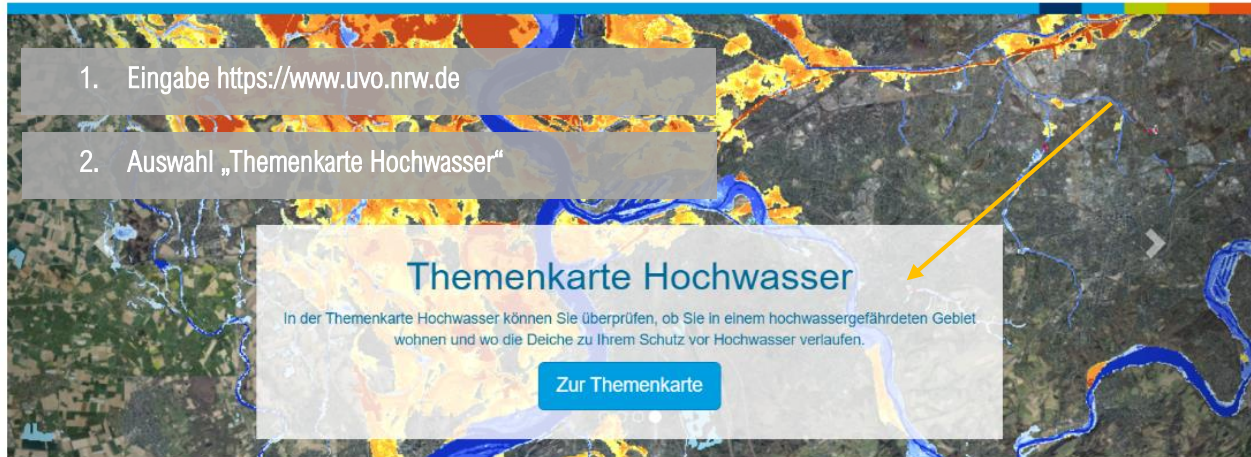 1. Eingabe https://www.uvo.nrw.de
2. Auswahl „Themenkarte Hochwasser“
Themenkarte Hochwasser
In der Themenkarte Hochwasser können Sie überprüfen, ob Sie in einem hochwassergefährdeten Gebiet
wohnen und wo die Deiche zu Ihrem Schutz vor Hochwasser verlaufen.
Zur Themenkarte